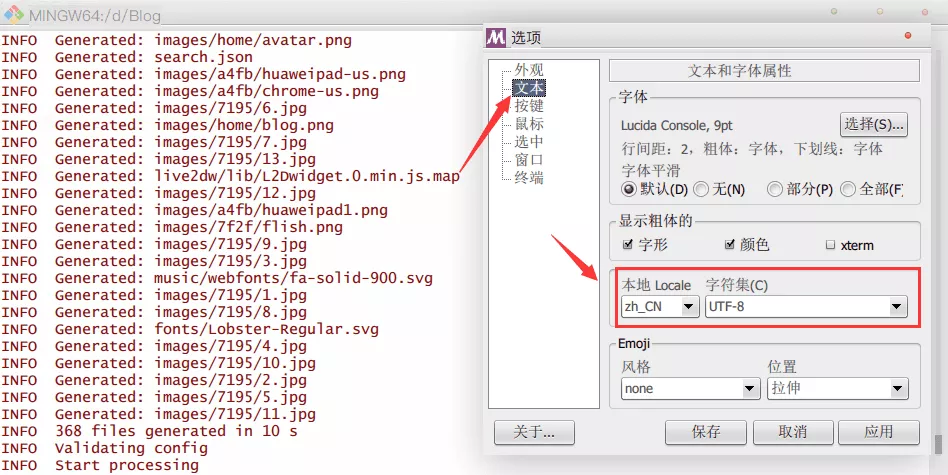 MINGW64:/d/Blog
INFO Generated: images/home/avatar.png
INFO Generated: search.json
INFO Generated: images/a4fb/huaweipad-us.png
INFO Generated: images/a4fb/chrome-us.png
INFO Generated: images/7195/6.jpg
INFO Generated: images/home/blog.png
INFO Generated: images/7195/7.jpg
INFO Generated: images/7195/13.jpg
INFO Generated: live2dw/lib/L2Dwidget.0.min.js.map
INFO Generated: images/7195/12.jpg
INFO Generated: images/a4fb/huaweipad1.png
INFO Generated: images/7f2f/flish.png
INFO Generated: images/7195/9.jpg
INFO Generated: images/7195/3.jpg
INFO Generated: music/webfonts/fa-solid-900.svg
INFO Generated: images/7195/1.jpg
INFO Generated: images/7195/8.jpg
INFO Generated: fonts/Lobster-Regular.svg
INFO Generated: images/7195/4.jpg
INFO Generated: images/7195/10.jpg
INFO Generated: images/7195/2.jpg
INFO Generated: images/7195/5.jpg
INFO Generated: images/7195/11.jpg
INFO 368 files generated in 10 s
INFO Validating config
INFO Start processing
选项
外观
文本
按键
鼠标
选中
窗口
终端
文本和字体属性
字体
Lucida Console, 9pt 选择(S)...
行间距：2，粗体：字体，下划线：字体
字体平滑
默认(D) 无(N) 部分(P) 全部(F
显示粗体的
字形 颜色 xterm
本地 Locale 字符集(C)
zh_CN UTF-8
Emoji
风格 位置
none 拉伸
关于... 保存 取消 应用